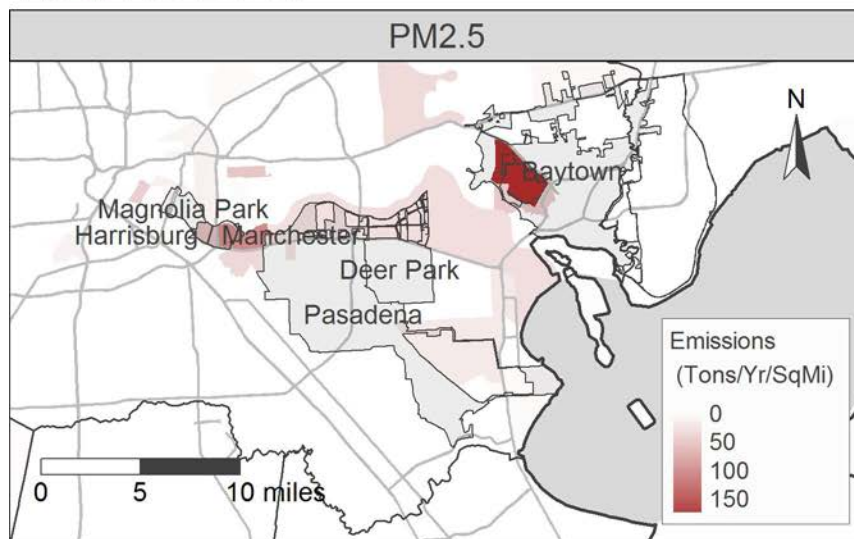 PM2.5
N
Baytown
Magnolia Park
Harrisburg
Manchester
Deer Park
Pasadena
Emissions
(Tons/Yr/SqMi)
0
50
100
150
0 5 10 miles